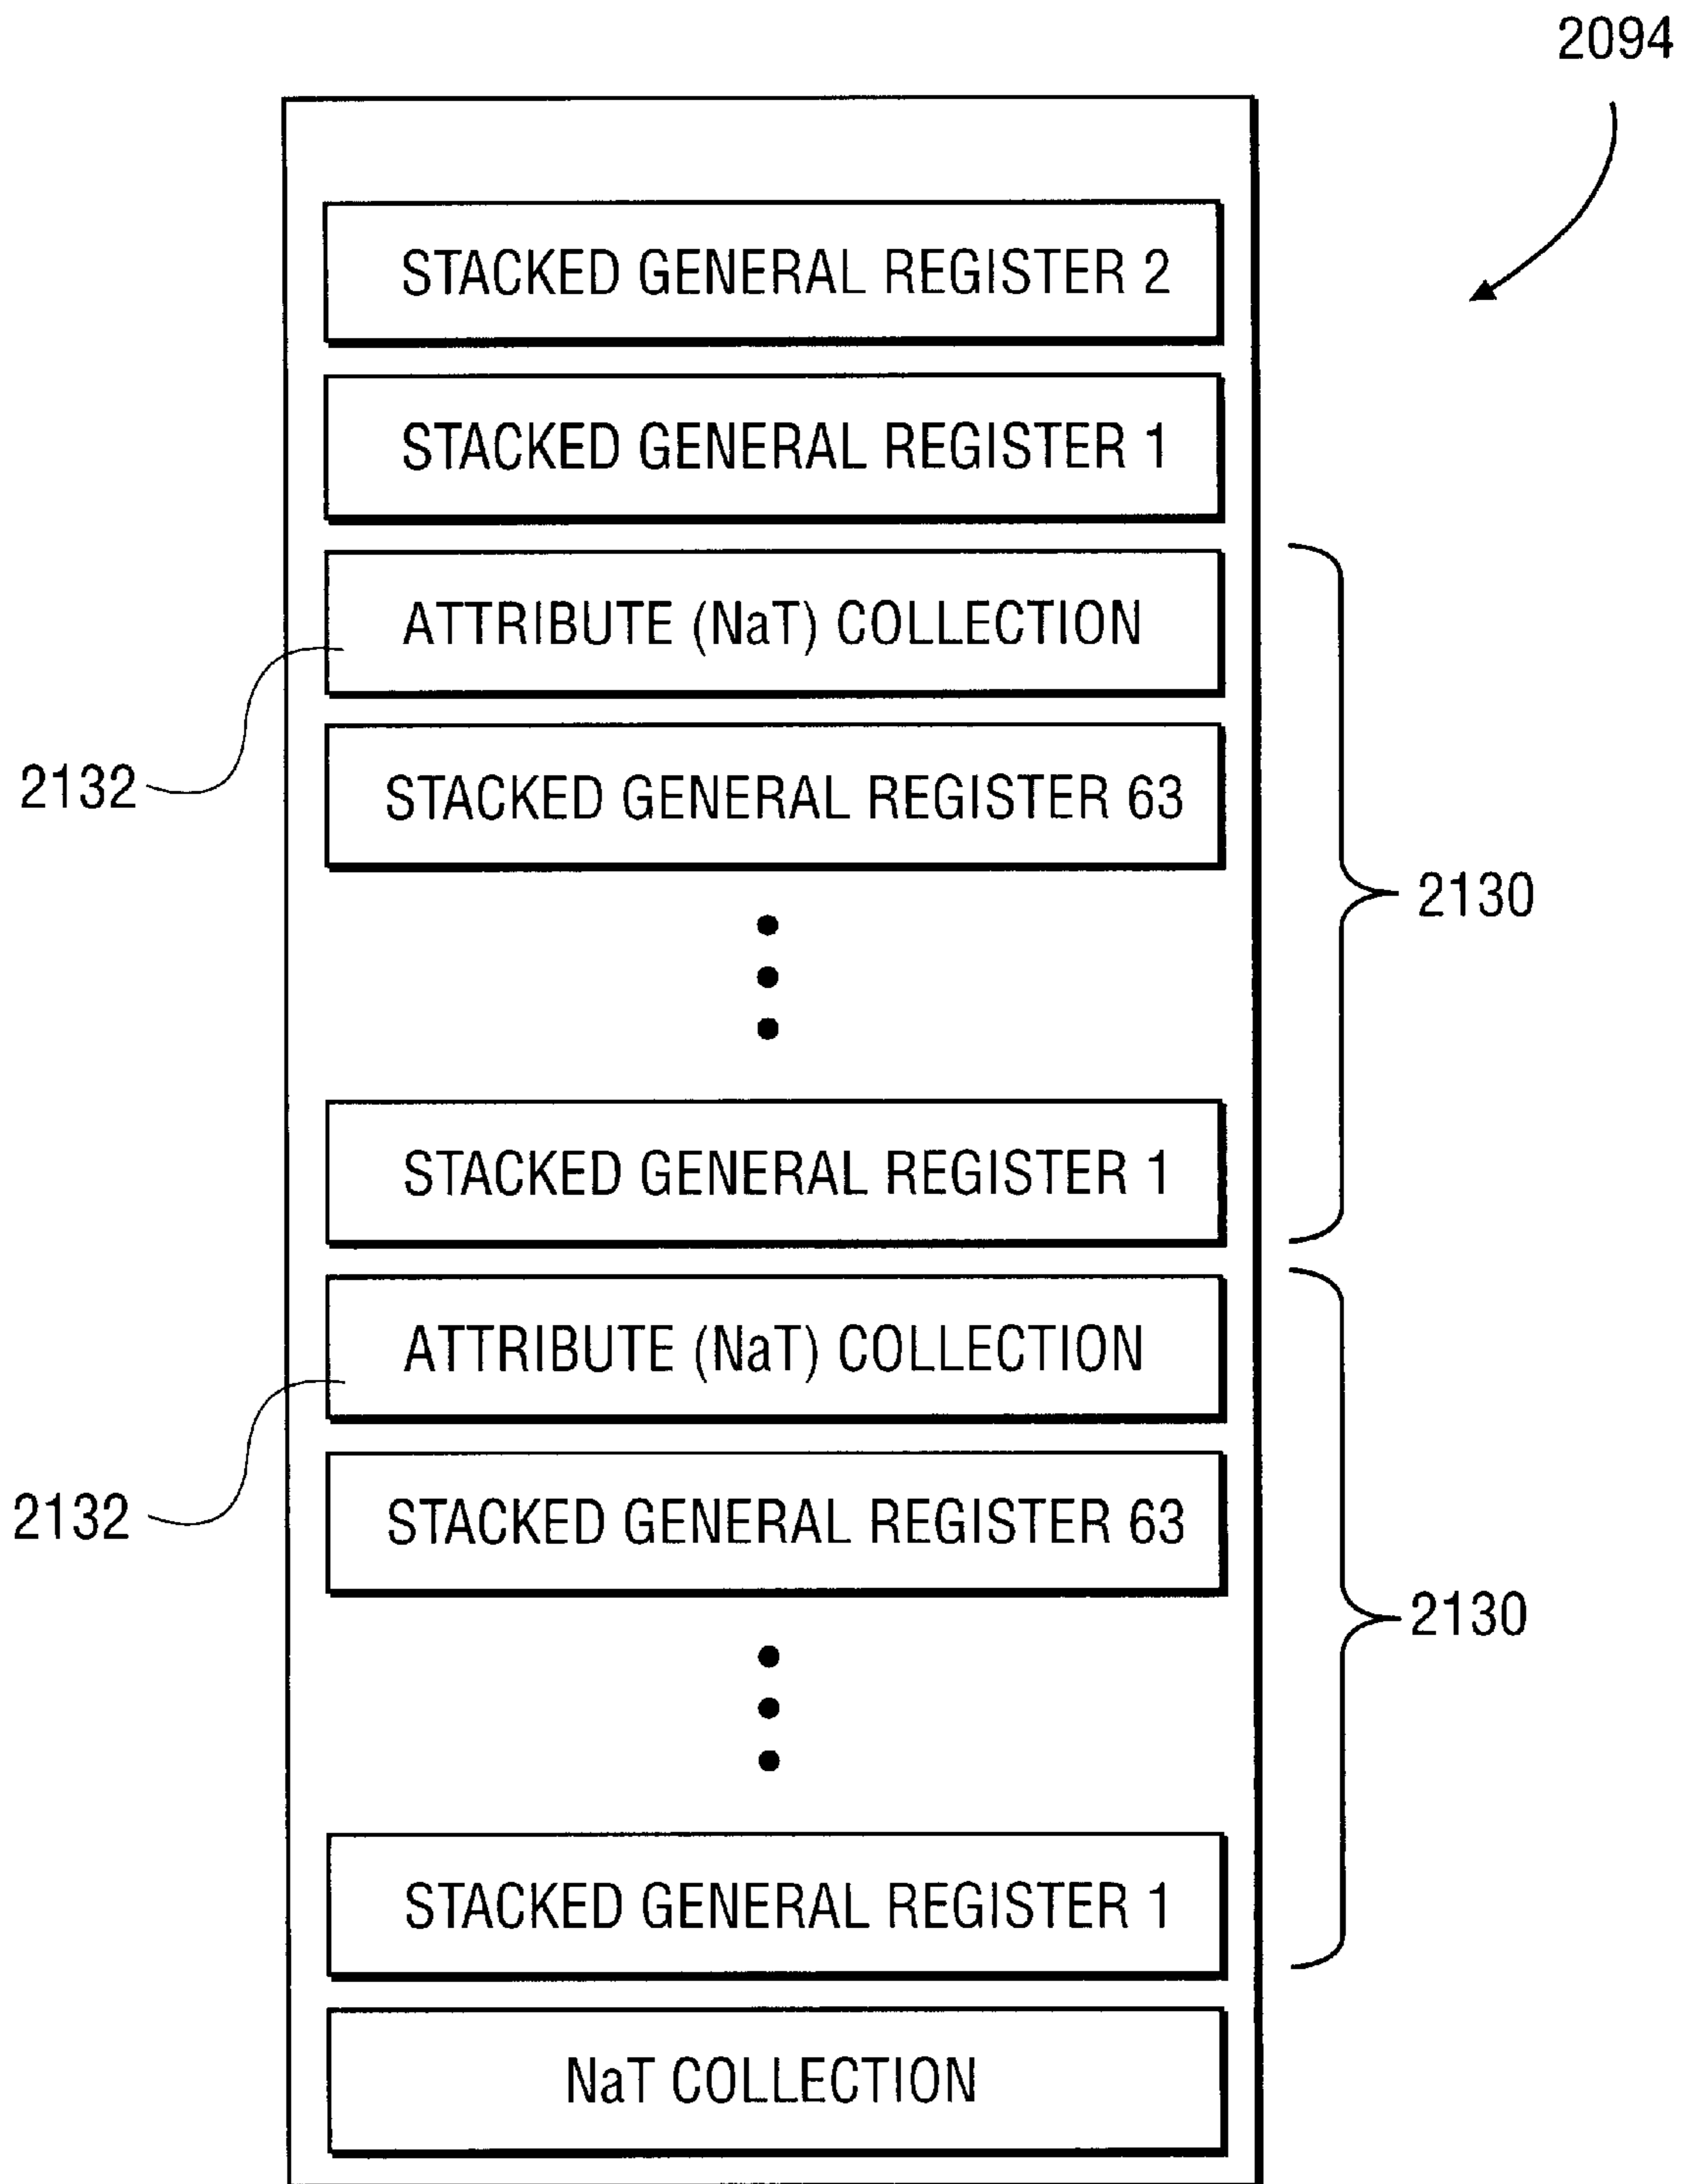 2094
STACKED GENERAL REGISTER 2
STACKED GENERAL REGISTER 1
ATTRIBUTE (NaT) COLLECTION
2132
STACKED GENERAL REGISTER 63
2130
STACKED GENERAL REGISTER 1
ATTRIBUTE (NaT) COLLECTION
2132
STACKED GENERAL REGISTER 63
2130
STACKED GENERAL REGISTER 1
NaT COLLECTION